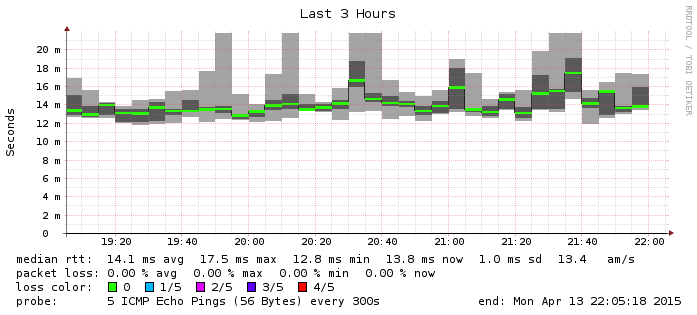 Last 3 Hours
RRDTOOL / TOBI OETIKER
Seconds
20 m
18 m
16 m
14 m
12 m
10 m
8 m
6 m
4 m
2 m
0
19:20 19:40 20:00 20:20 20:40 21:00 21:20 21:40 22:00
median rtt: 14.1 ms avg 17.5 ms max 12.8 ms min 13.8 ms now 1.0 ms sd 13.4 am/s
packet loss: 0.00 % avg 0.00 % max 0.00 % min 0.00 % now
loss color: 0 1/5 2/5 3/5 4/5
probe: 5 ICMP Echo Pings (56 Bytes) every 300s end: Mon Apr 13 22:05:18 2015